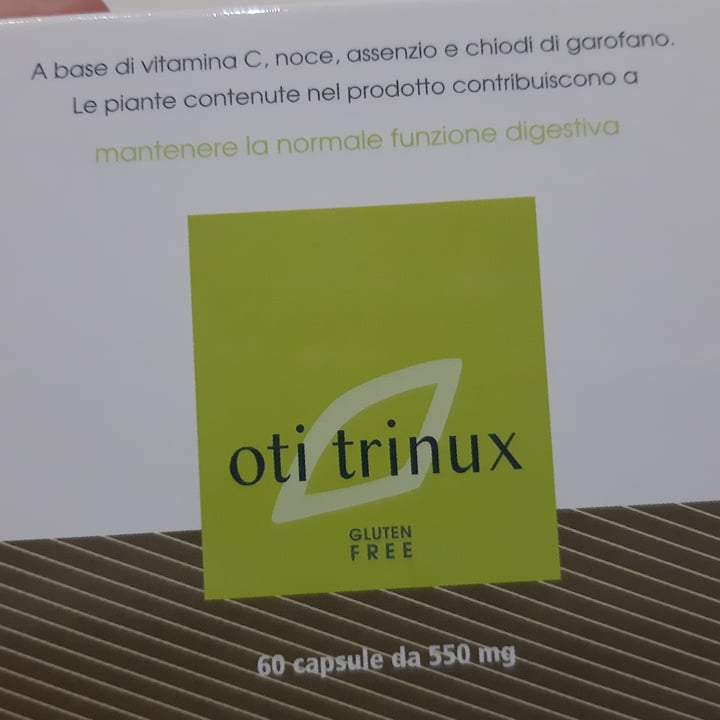 A base di vitamina C, noce, assenzio e chiodi di garofano.
Le piante contenute nel prodotto contribuiscono a
mantenere la normale funzione digestiva
oti trinux
GLUTEN
FREE
60 capsule da 550 mg